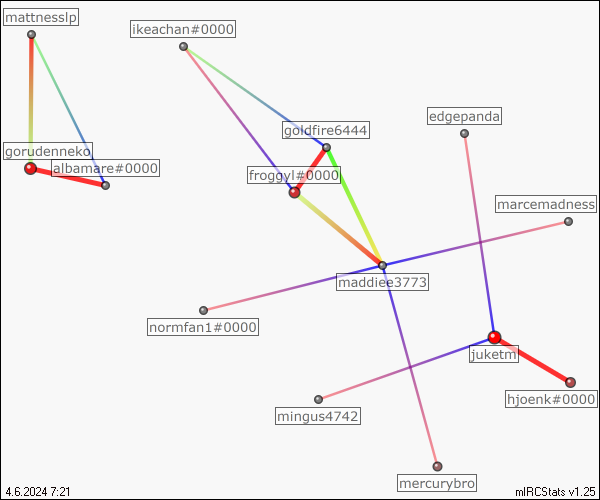 mattnesslp
ikeachan#0000
edgepanda
goldfire6444
gorudenneko
albamare#0000
froggyl#0000
marcemadness
maddiee3773
normfan1#0000
juketm
hjoenk#0000
mingus4742
mercurybro
4.6.2024 7:21
mIRCStats v1.25